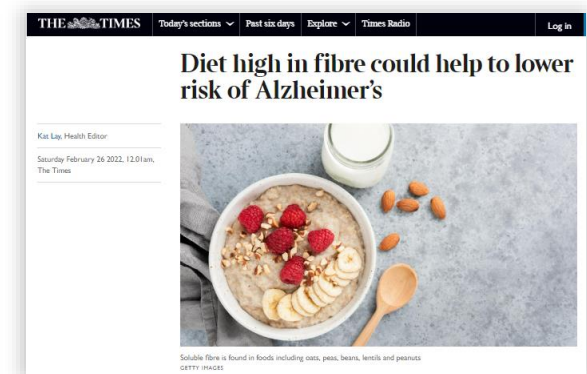 THE TIMES Today's sections Past six days Explore Times Radio Log in
Diet high in fibre could help to lower
risk of Alzheimer's
Kat Lay, Health Editor
Saturday February 26 2022, 12.01am,
The Times
Soluble fibre is found in foods including oats, peas, beans, lentils and peanuts
GETTY IMAGES